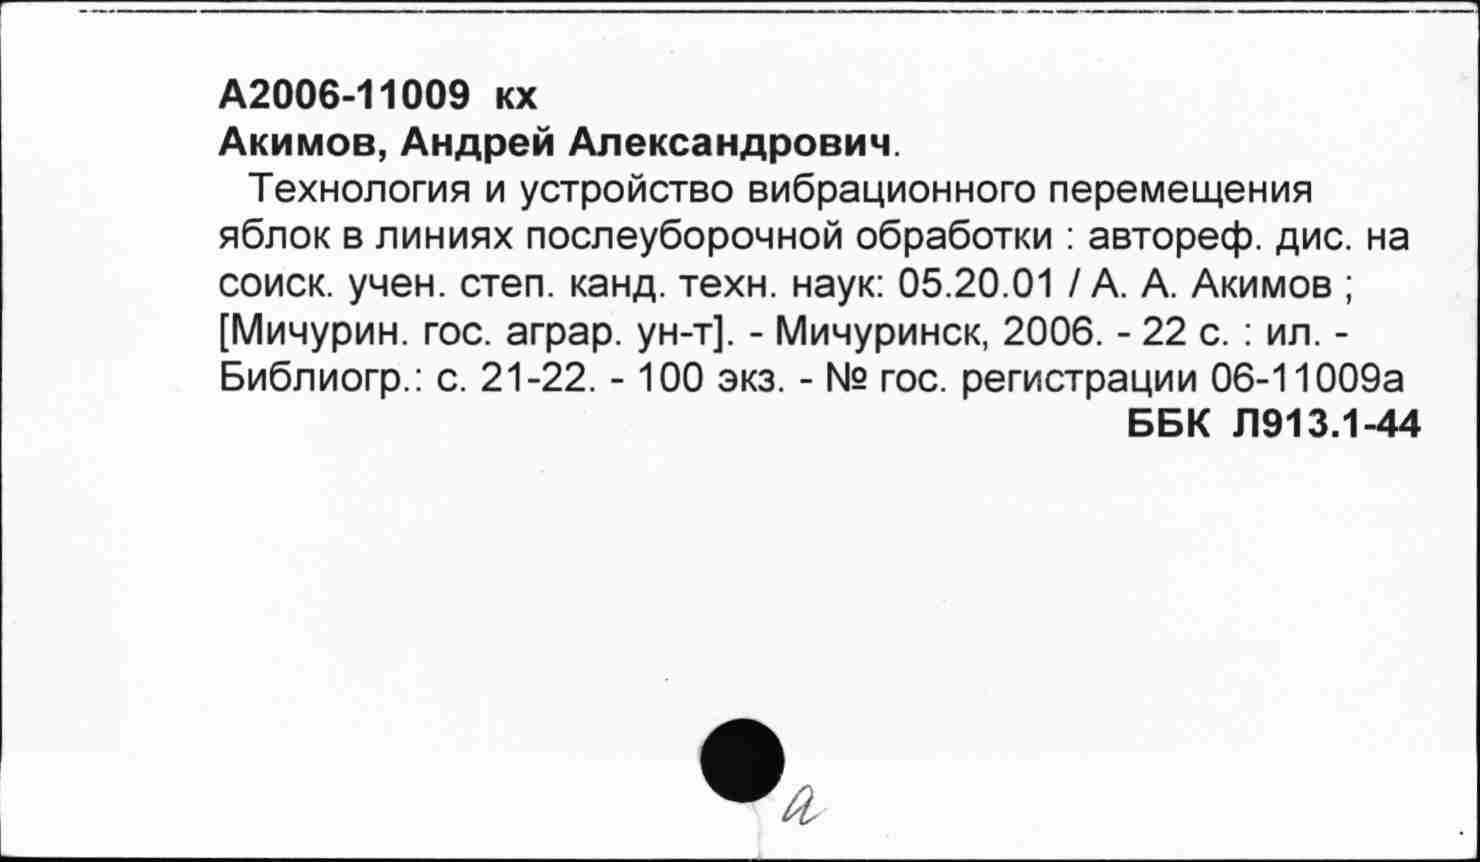 А2006-11009 кх
Акимов, Андрей Александрович.
Технология и устройство вибрационного перемещения
яблок в линиях послеуборочной обработки : автореф. дис. на
соиск. учен. степ. канд. техн. наук: 05.20.01 / А. А. Акимов ;
[Мичурин. гос. аграр. ун-т]. - Мичуринск, 2006. - 22 с. : ил. -
Библиогр.: с. 21-22. - 100 экз. - № гос. регистрации 06-11009а
ББК Л913.1-44
а